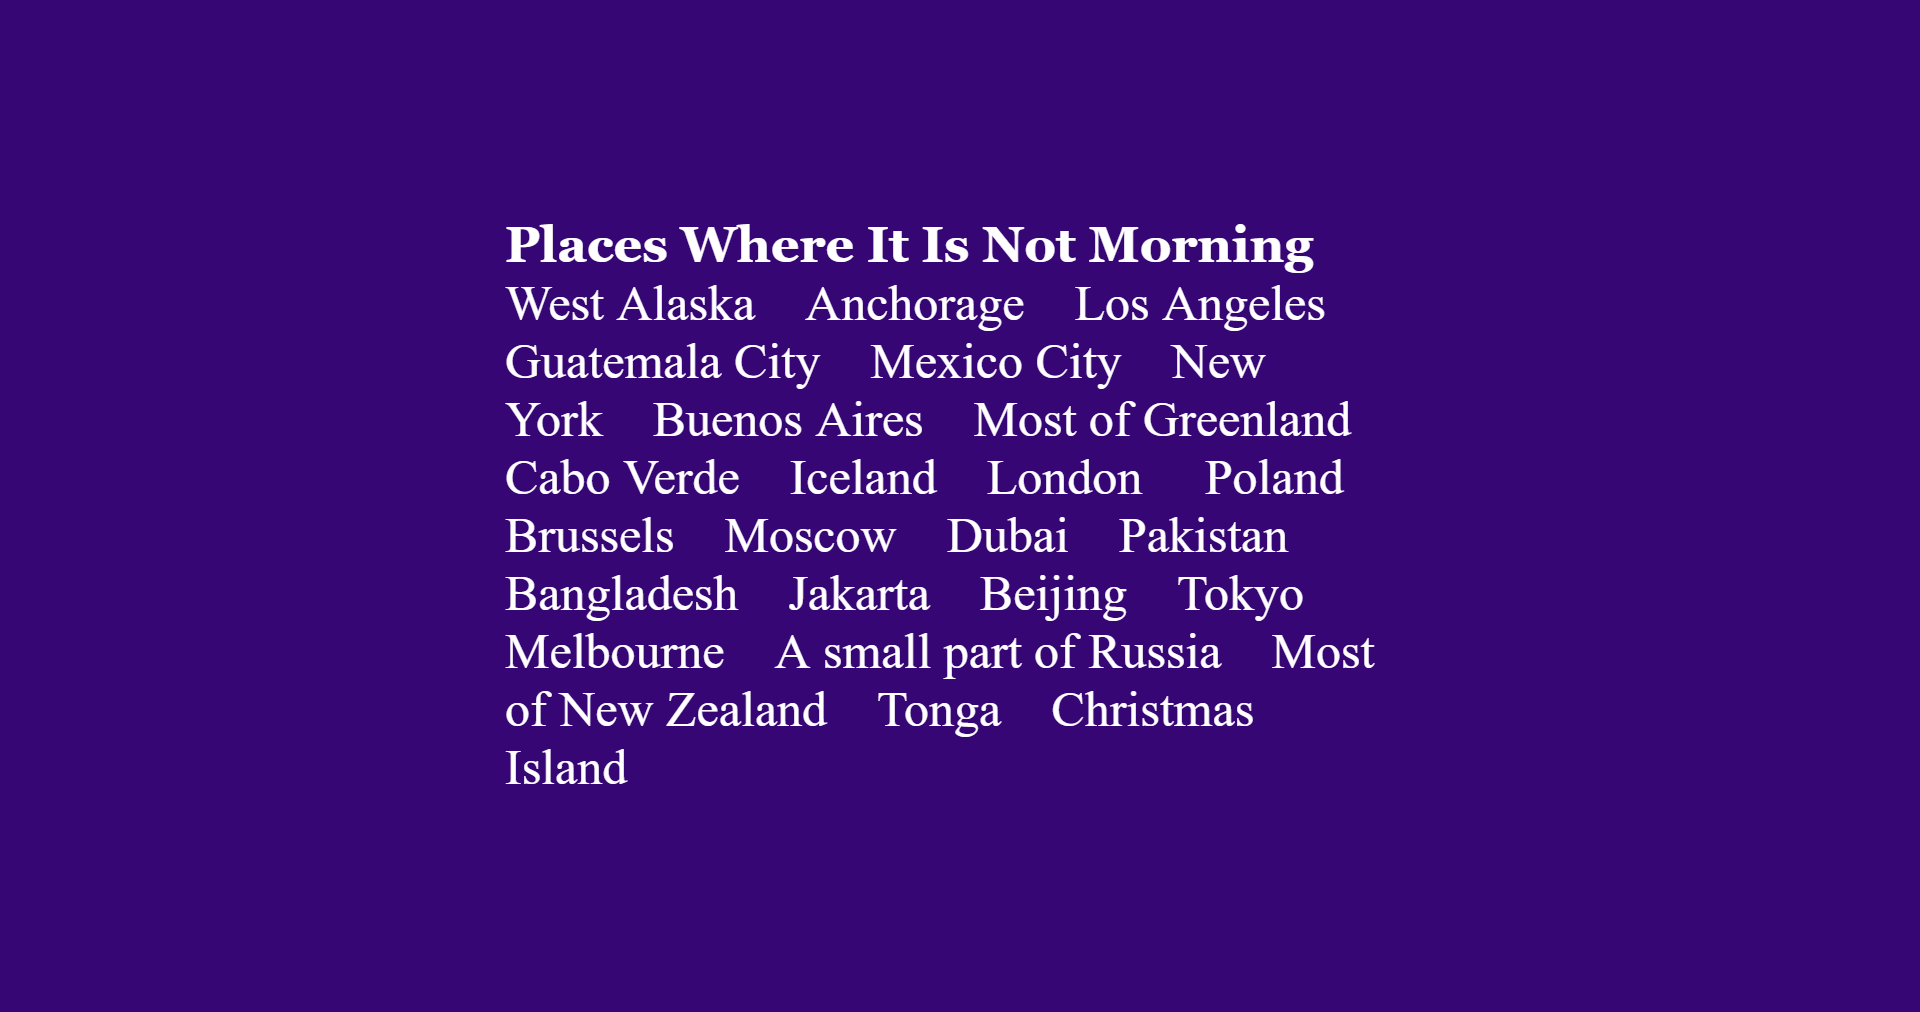 Places Where It Is Not Morning
West Alaska Anchorage Los Angeles
Guatemala City Mexico City New
York Buenos Aires Most of Greenland
Cabo Verde Iceland London Poland
Brussels Moscow Dubai Pakistan
Bangladesh Jakarta Beijing Tokyo
Melbourne A small part of Russia Most
of New Zealand Tonga Christmas
Island